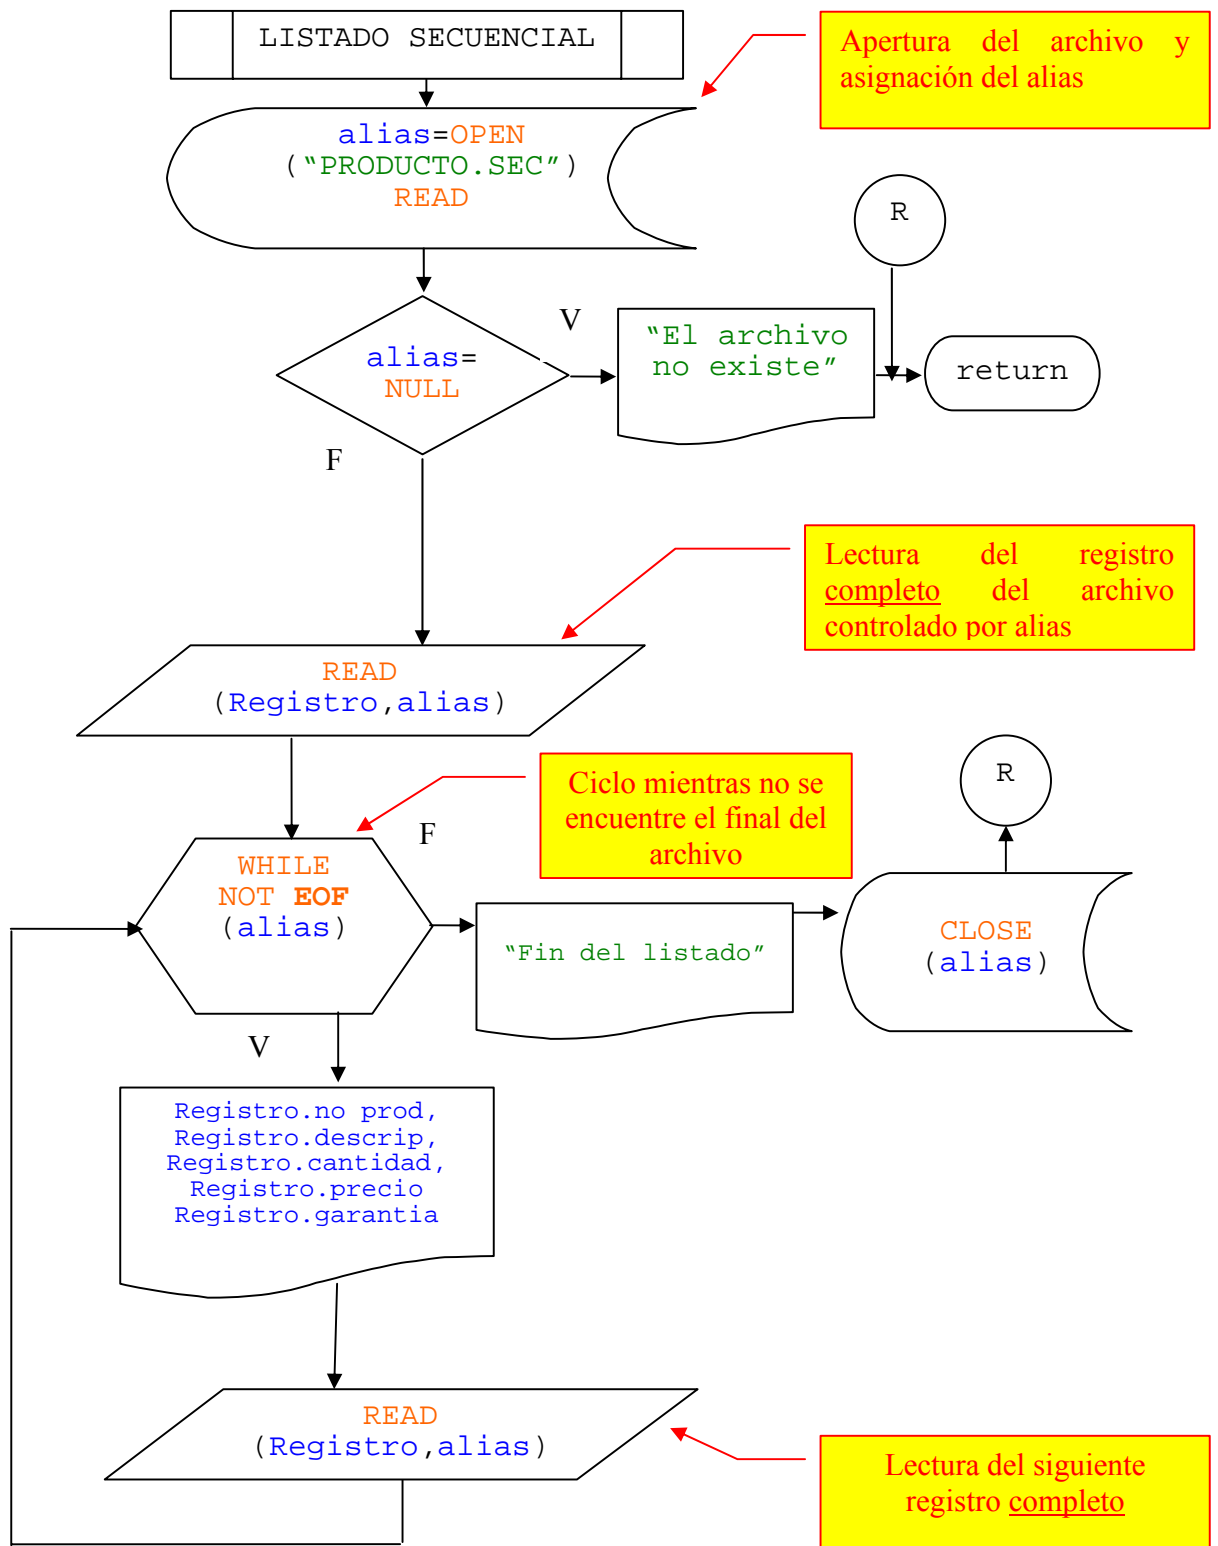 LISTADO SECUENCIAL
Apertura del archivo y
asignación del alias
alias=OPEN
(“PRODUCTO.SEC”)
READ
R
V
alias=
NULL
“El archivo
no existe”
return
F
Lectura del registro
completo del archivo
controlado por alias
READ
(Registro,alias)
Ciclo mientras no se
encuentre el final del
archivo
R
F
WHILE
NOT EOF
(alias)
“Fin del listado”
CLOSE
(alias)
V
Registro.no prod,
Registro.descrip,
Registro.cantidad,
Registro.precio
Registro.garantia
READ
(Registro,alias)
Lectura del siguiente
registro completo